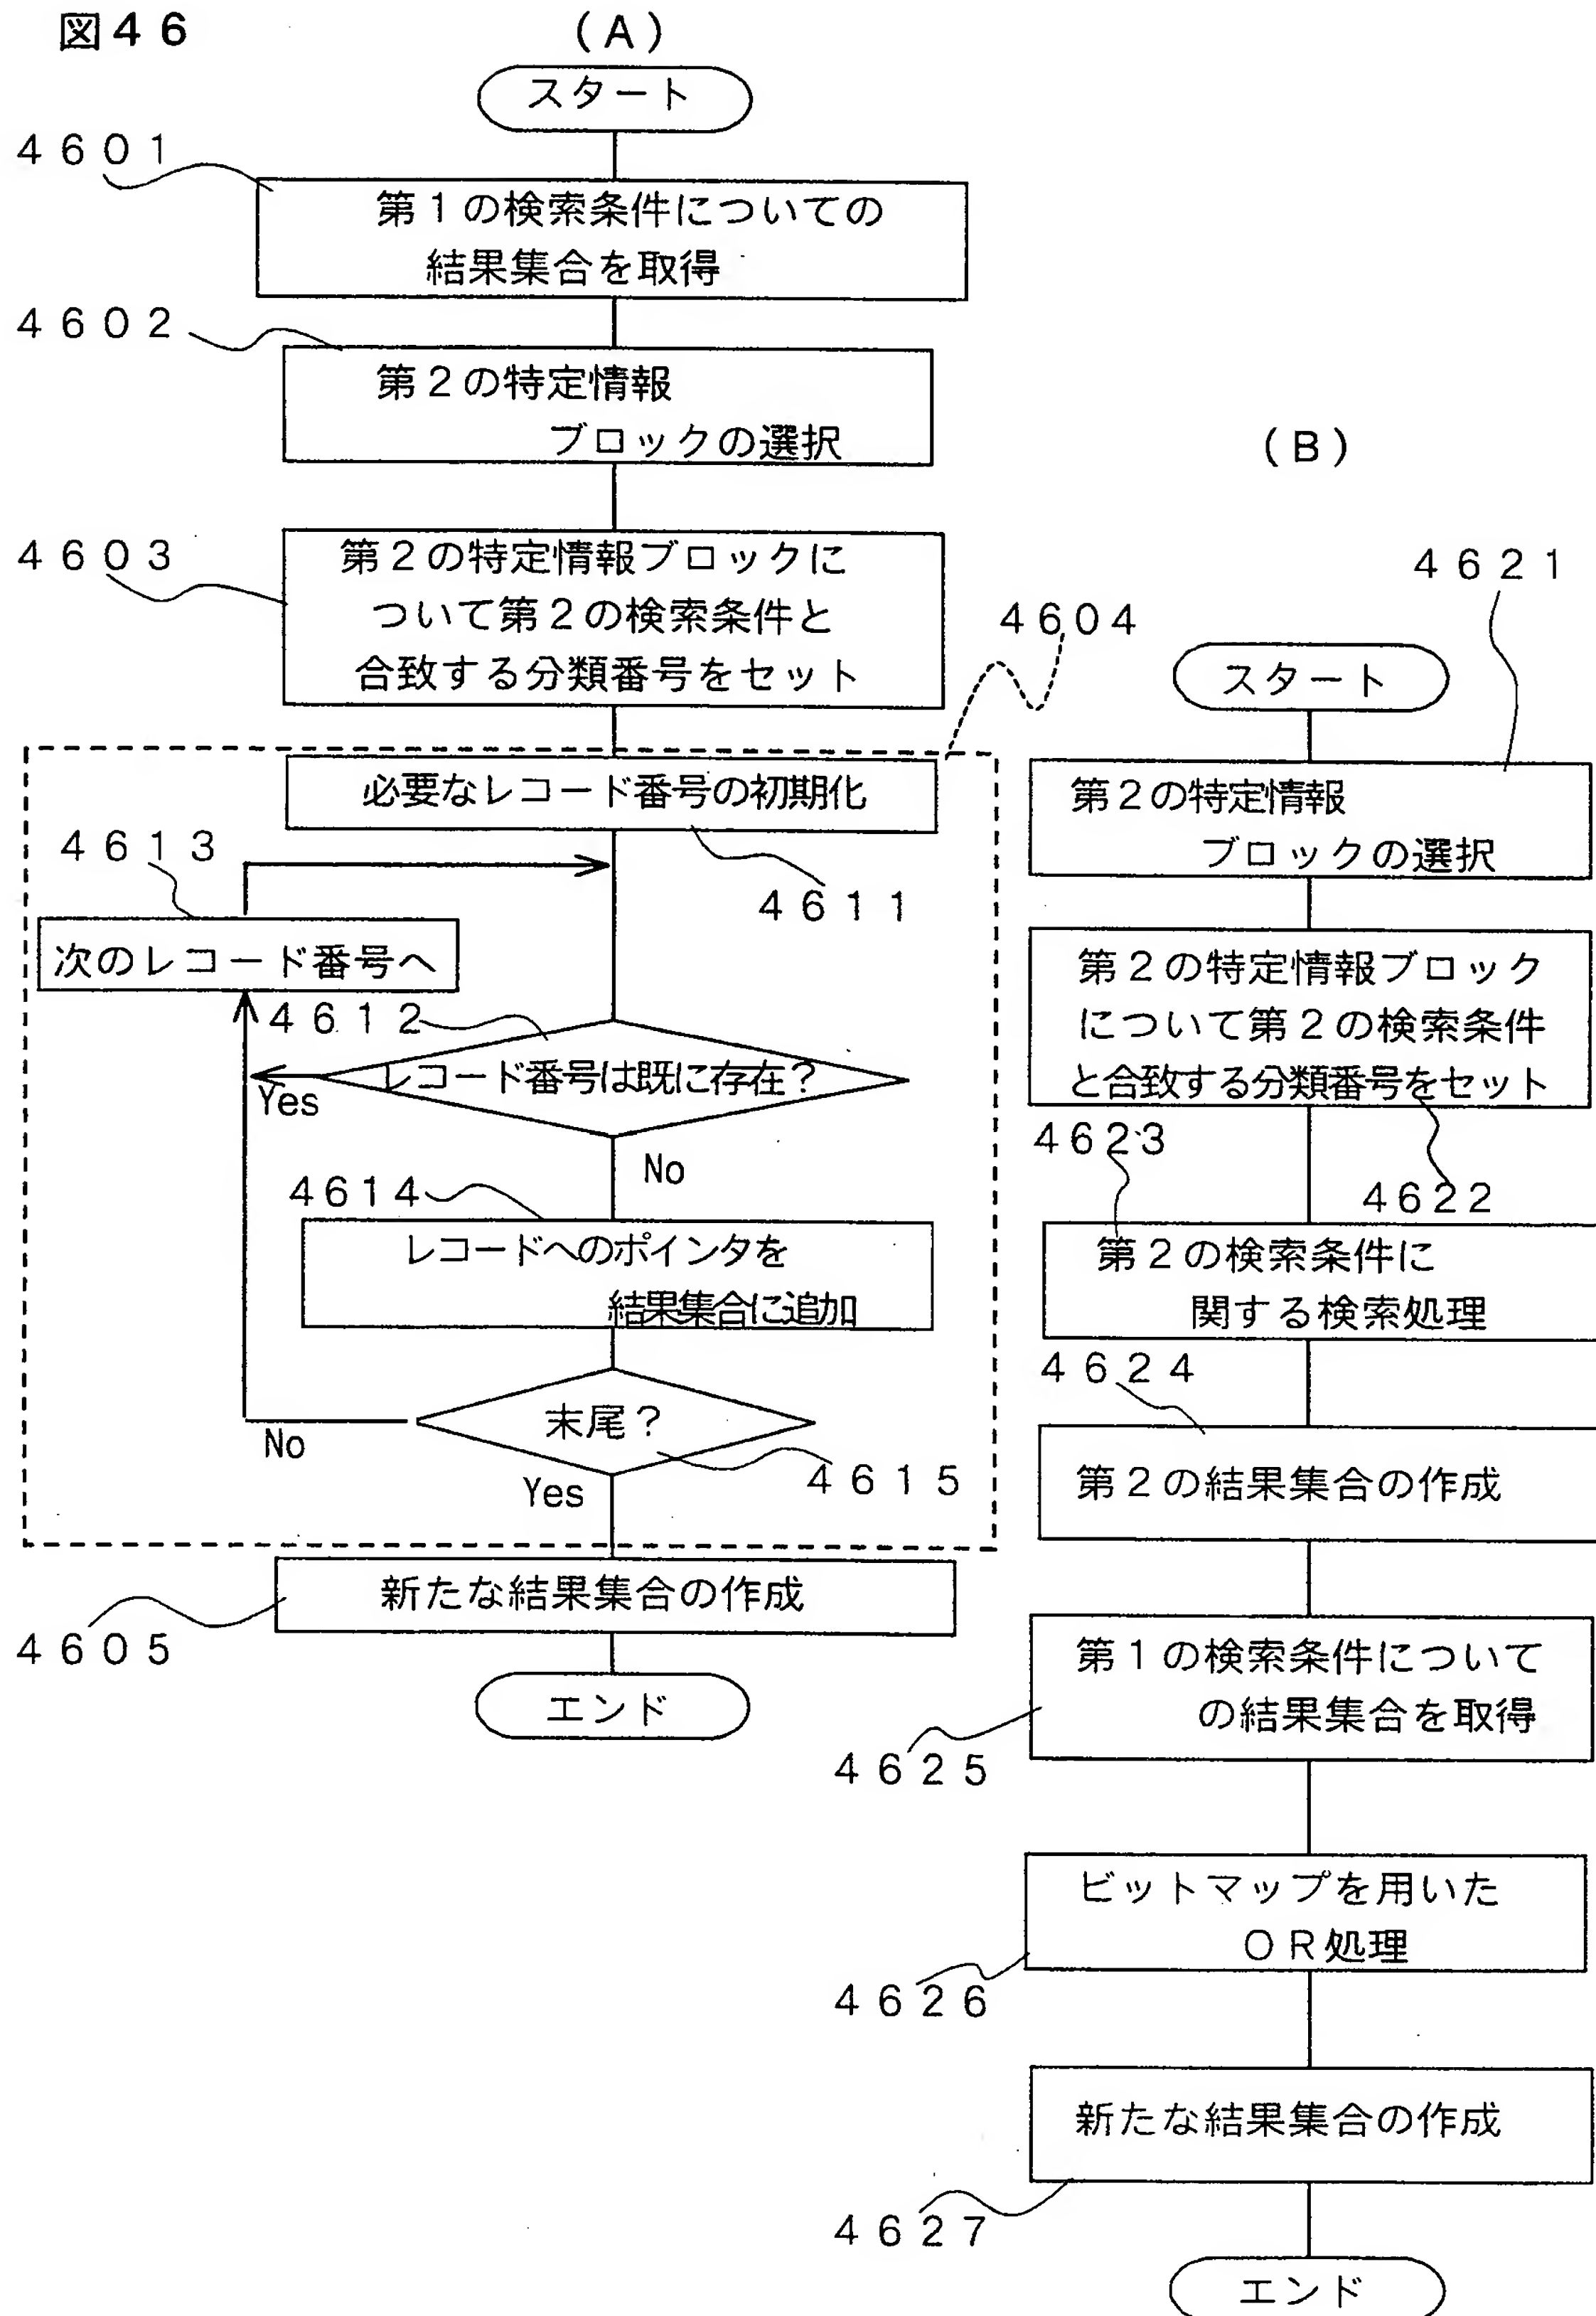 図46
(A)
スタート
4601
第1の検索条件についての
結果集合を取得
4602
第2の特定情報
ブロックの選択
4603
第2の特定情報ブロックに
ついて第2の検索条件と
合致する分類番号をセット
4604
必要なレコード番号の初期化
4611
4613
次のレコード番号へ
4612
レコード番号は既に存在?
Yes
No
4614
レコードへのポインタを
結果集合に追加
末尾?
No
4615
Yes
新たな結果集合の作成
4605
エンド
(B)
4621
スタート
第2の特定情報
ブロックの選択
第2の特定情報ブロック
について第2の検索条件
と合致する分類番号をセット
4623
4622
第2の検索条件に
関する検索処理
4624
第2の結果集合の作成
第1の検索条件について
の結果集合を取得
4625
ビットマップを用いた
OR処理
4626
新たな結果集合の作成
4627
エンド